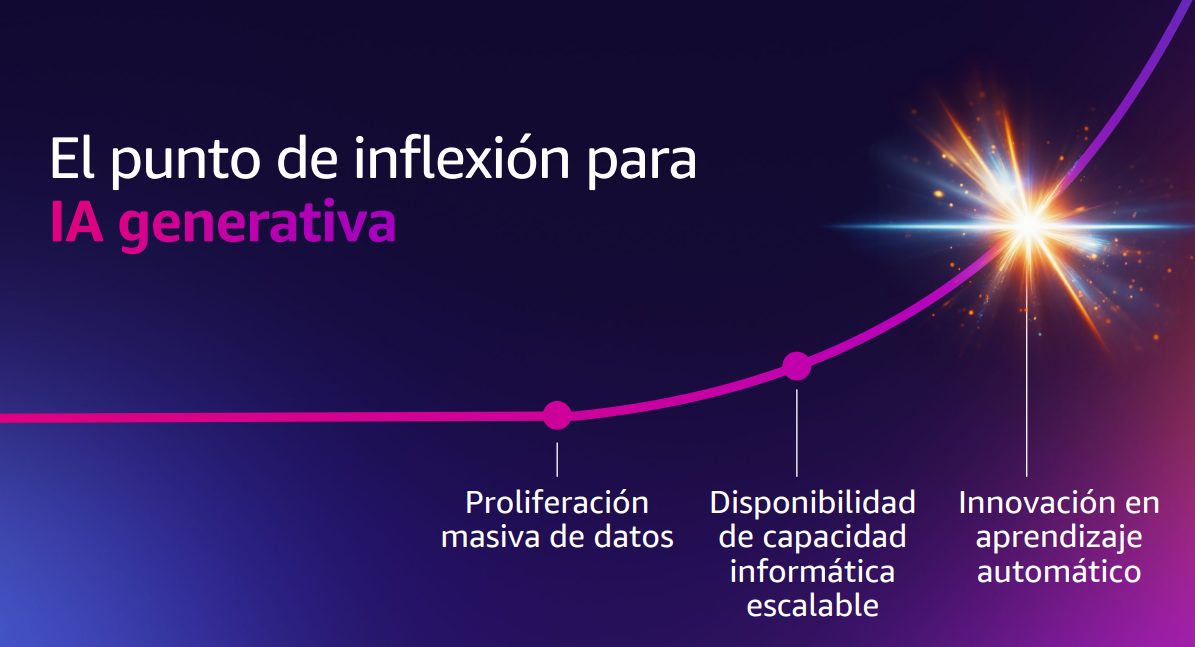 El punto de inflexión para
IA generativa
Proliferación
masiva de datos
Disponibilidad
de capacidad
informática
escalable
Innovación en
aprendizaje
automático